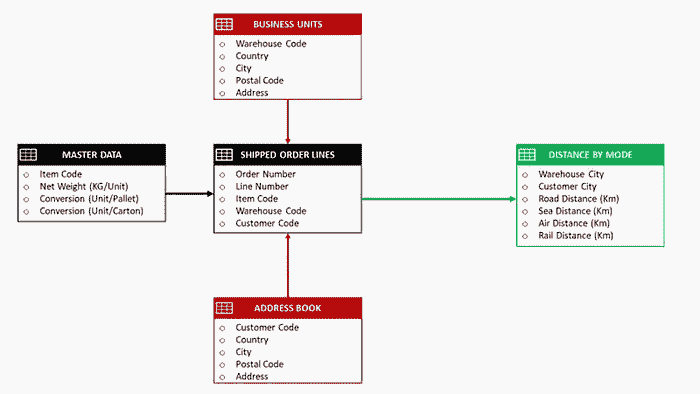 BUSINESS UNITS
Warehouse Code
Country
City
Postal Code
Address
MASTER DATA
Item Code
Net Weight (KG/Unit)
Conversion (Unit/Pallet)
Conversion (Unit/Carton)
SHIPPED ORDER LINES
Order Number
Line Number
Item Code
Warehouse Code
Customer Code
DISTANCE BY MODE
Warehouse City
Customer City
Road Distance (Km)
Sea Distance (Km)
Air Distance (Km)
Rail Distance (Km)
ADDRESS BOOK
Customer Code
Country
City
Postal Code
Address